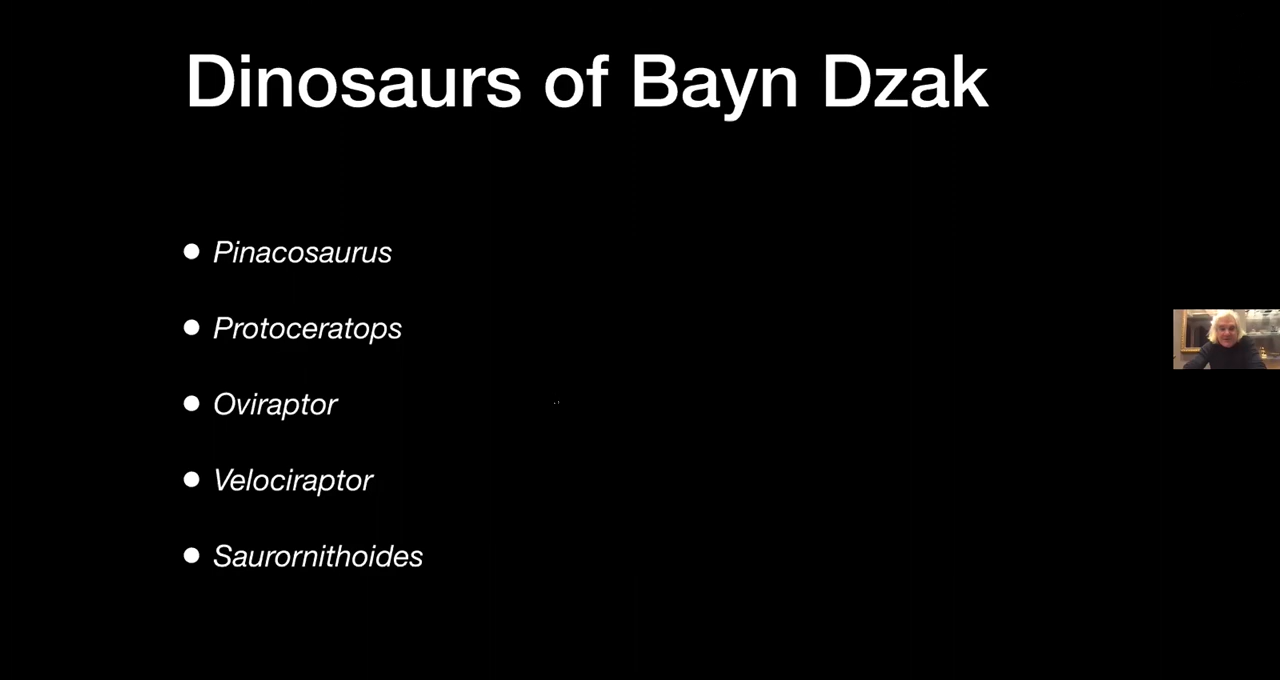 Dinosaurs of Bayn Dzak
• Pinacosaurus
• Protoceratops
• Oviraptor
• Velociraptor
• Saurornithoides